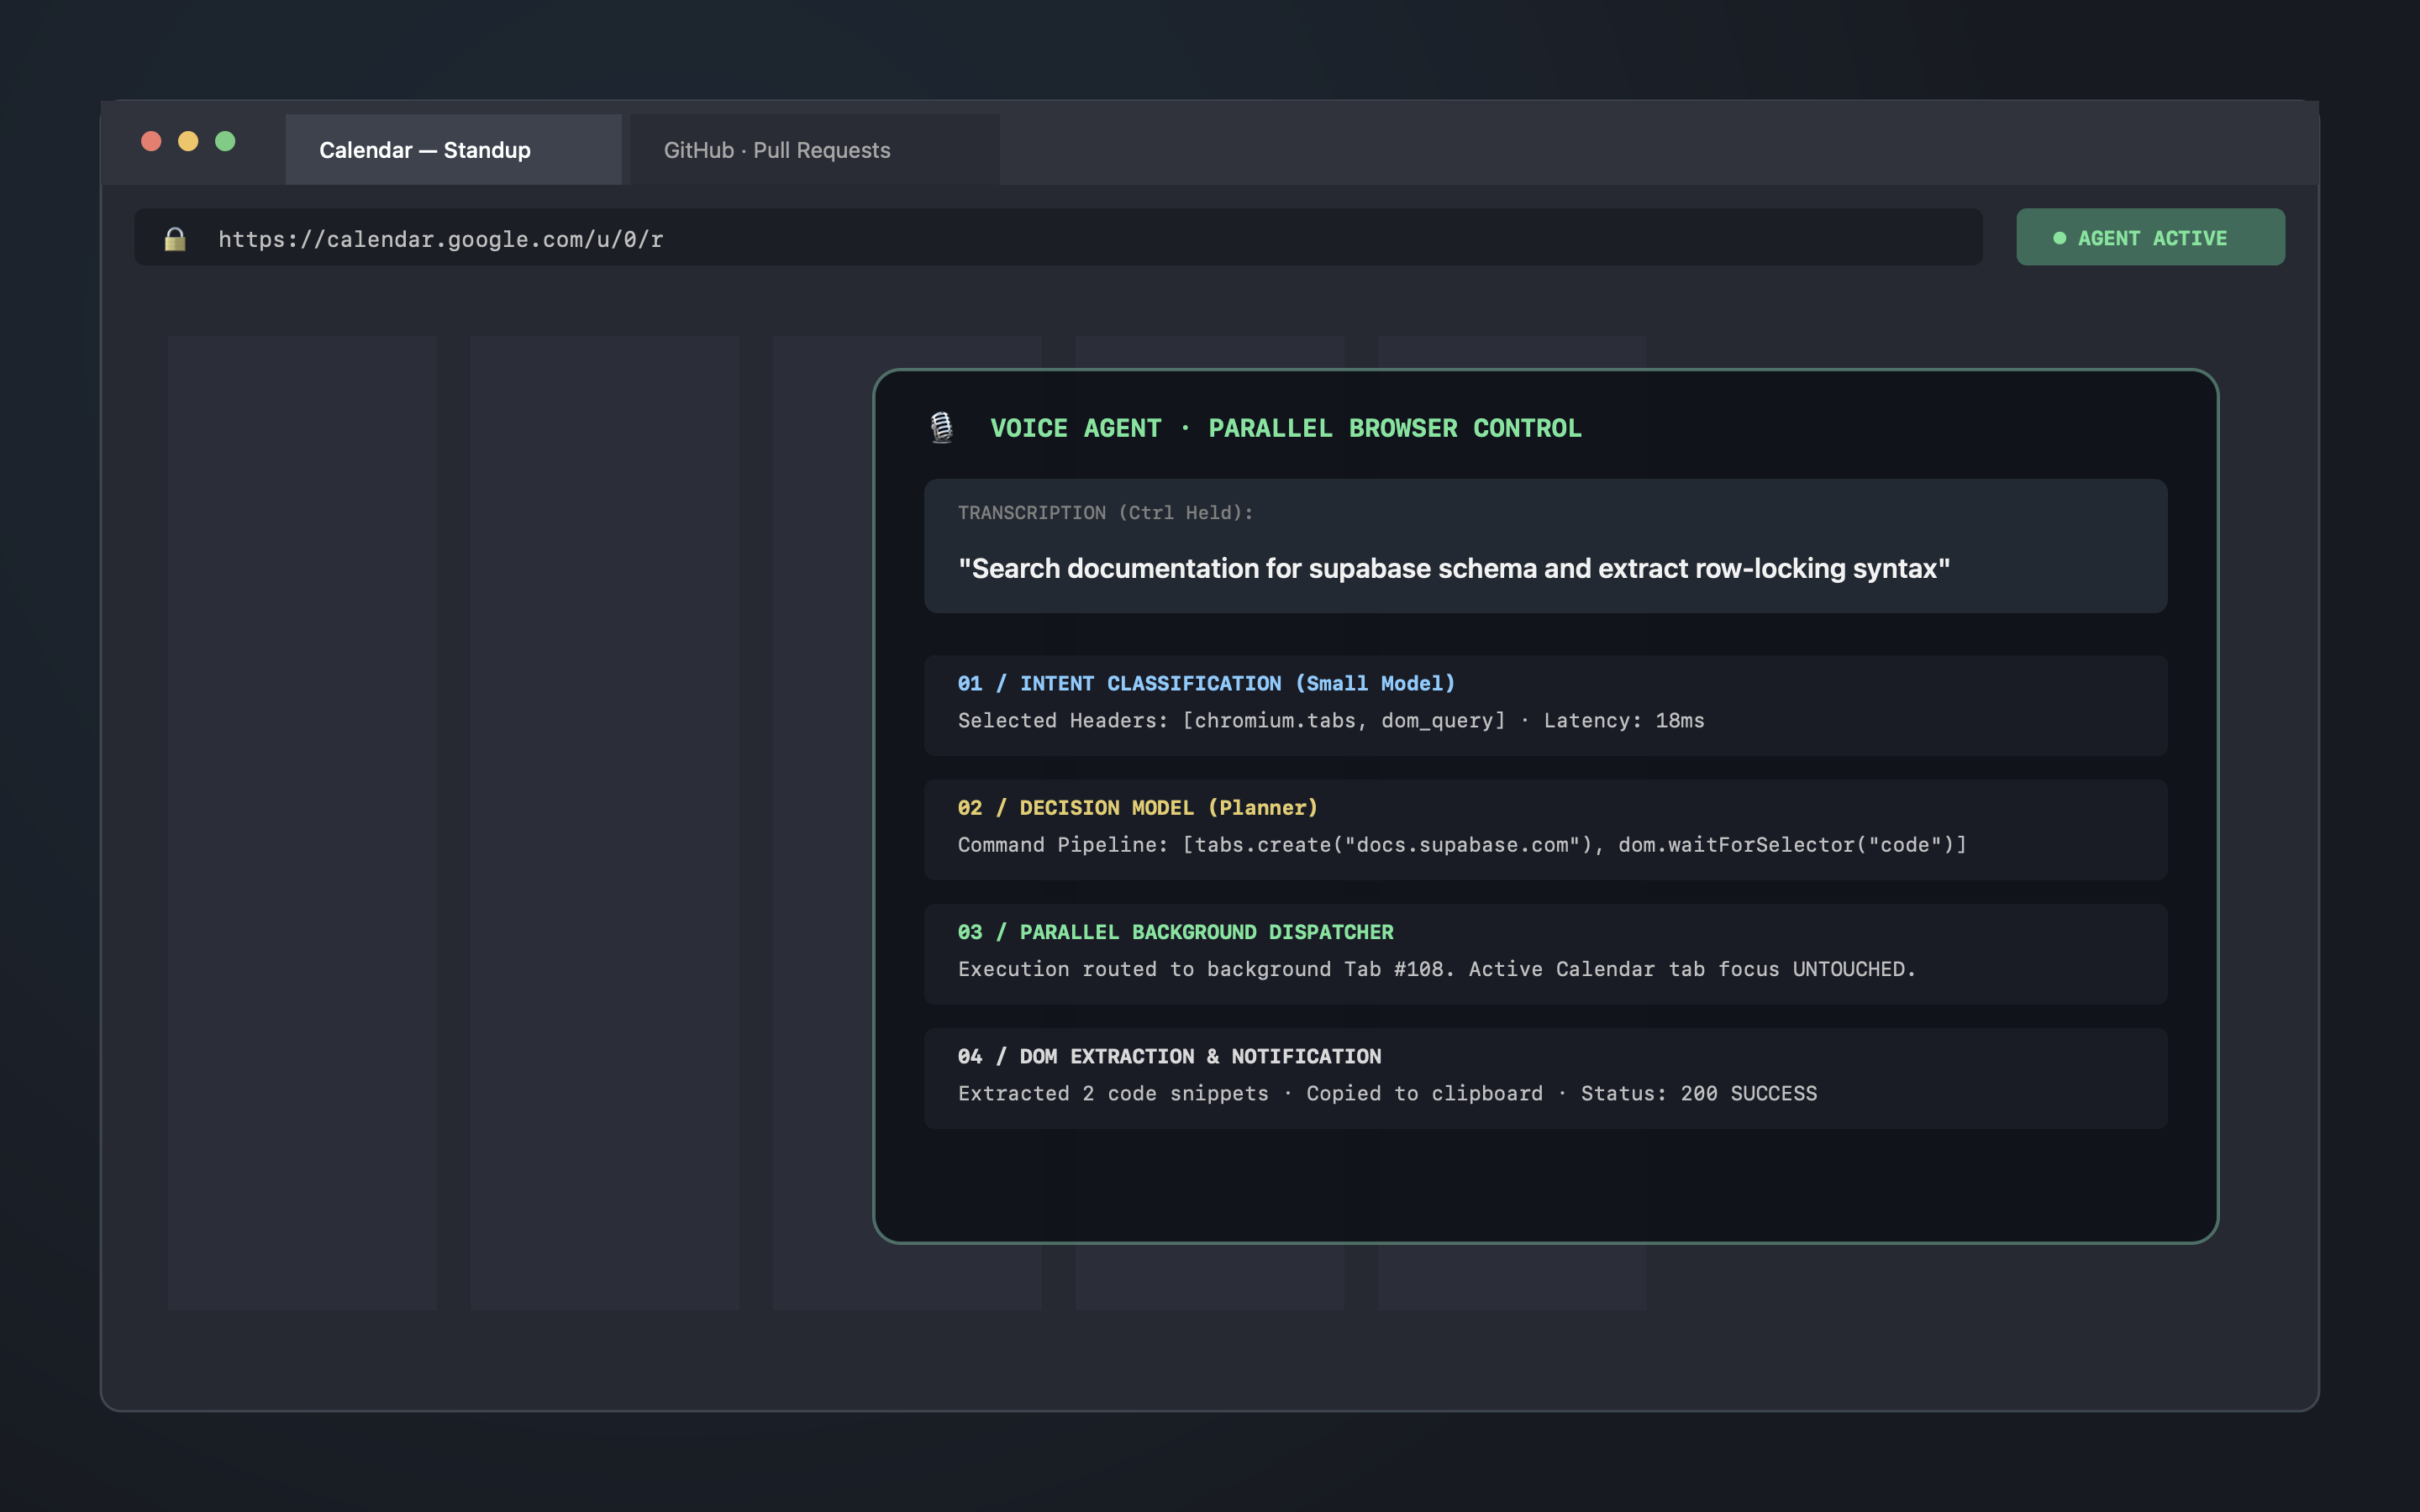 Calendar — Standup
GitHub · Pull Requests
https://calendar.google.com/u/0/r
AGENT ACTIVE
VOICE AGENT · PARALLEL BROWSER CONTROL
TRANSCRIPTION (Ctrl Held):
"Search documentation for supabase schema and extract row-locking syntax"
01 / INTENT CLASSIFICATION (Small Model)
Selected Headers: [chromium.tabs, dom_query] · Latency: 18ms
02 / DECISION MODEL (Planner)
Command Pipeline: [tabs.create("docs.supabase.com"), dom.waitForSelector("code")]
03 / PARALLEL BACKGROUND DISPATCHER
Execution routed to background Tab #108. Active Calendar tab focus UNTOUCHED.
04 / DOM EXTRACTION & NOTIFICATION
Extracted 2 code snippets · Copied to clipboard · Status: 200 SUCCESS